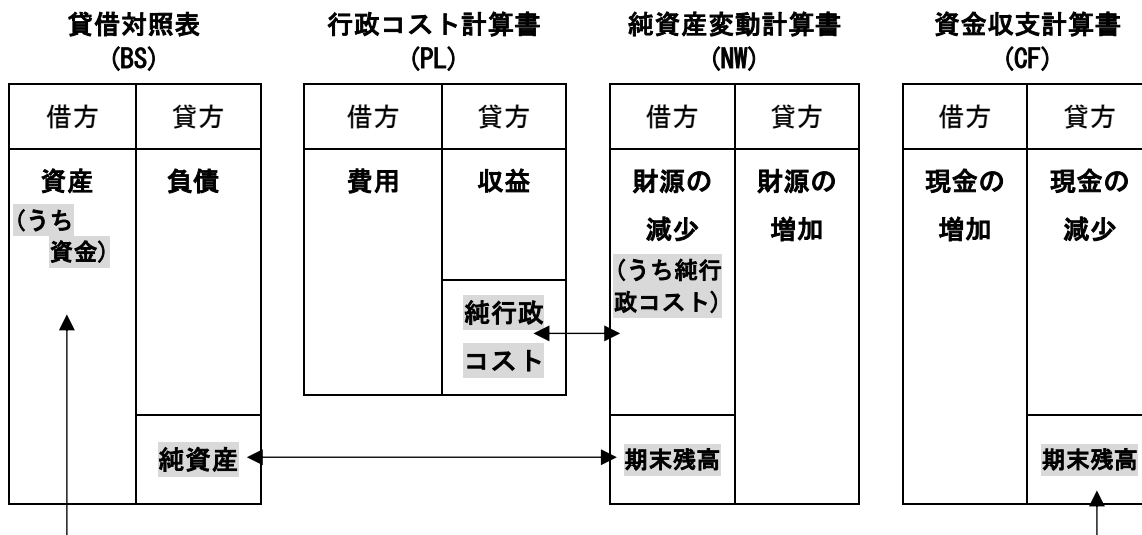 貸借対照表
(BS)
行政コスト計算書
(PL)
純資産変動計算書
(NW)
資金収支計算書
(CF)
借方
貸方
資産
(うち
資金)
負債
純資産
借方
貸方
費用
収益
純行政
コスト
借方
貸方
財源の
減少
(うち純行
政コスト)
期末残高
財源の
増加
借方
貸方
現金の
増加
現金の
減少
期末残高